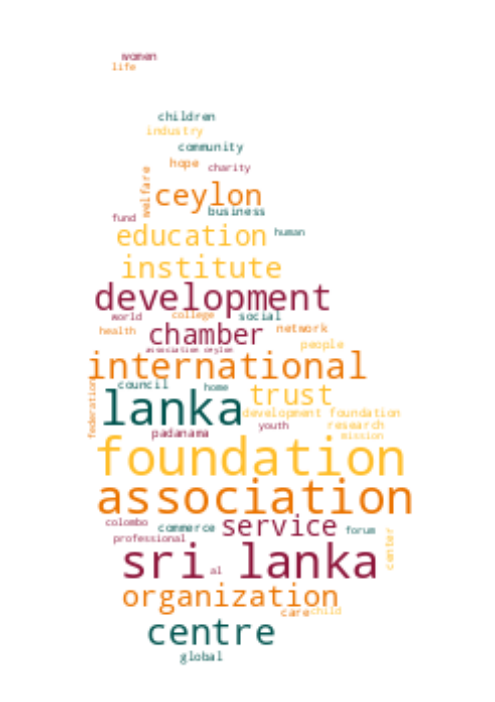 women
life
children
industry
community
hope charity
welfare
ceylon
fund business
education human
institute
development
world college social
health chamber network
association ceylon people
international
federation
council home
lanka trust
development foundation
padanama youth research
mission
foundation
association
colombo commerce service forum
professional
center
sri lanka
al
organization
care child
centre
global